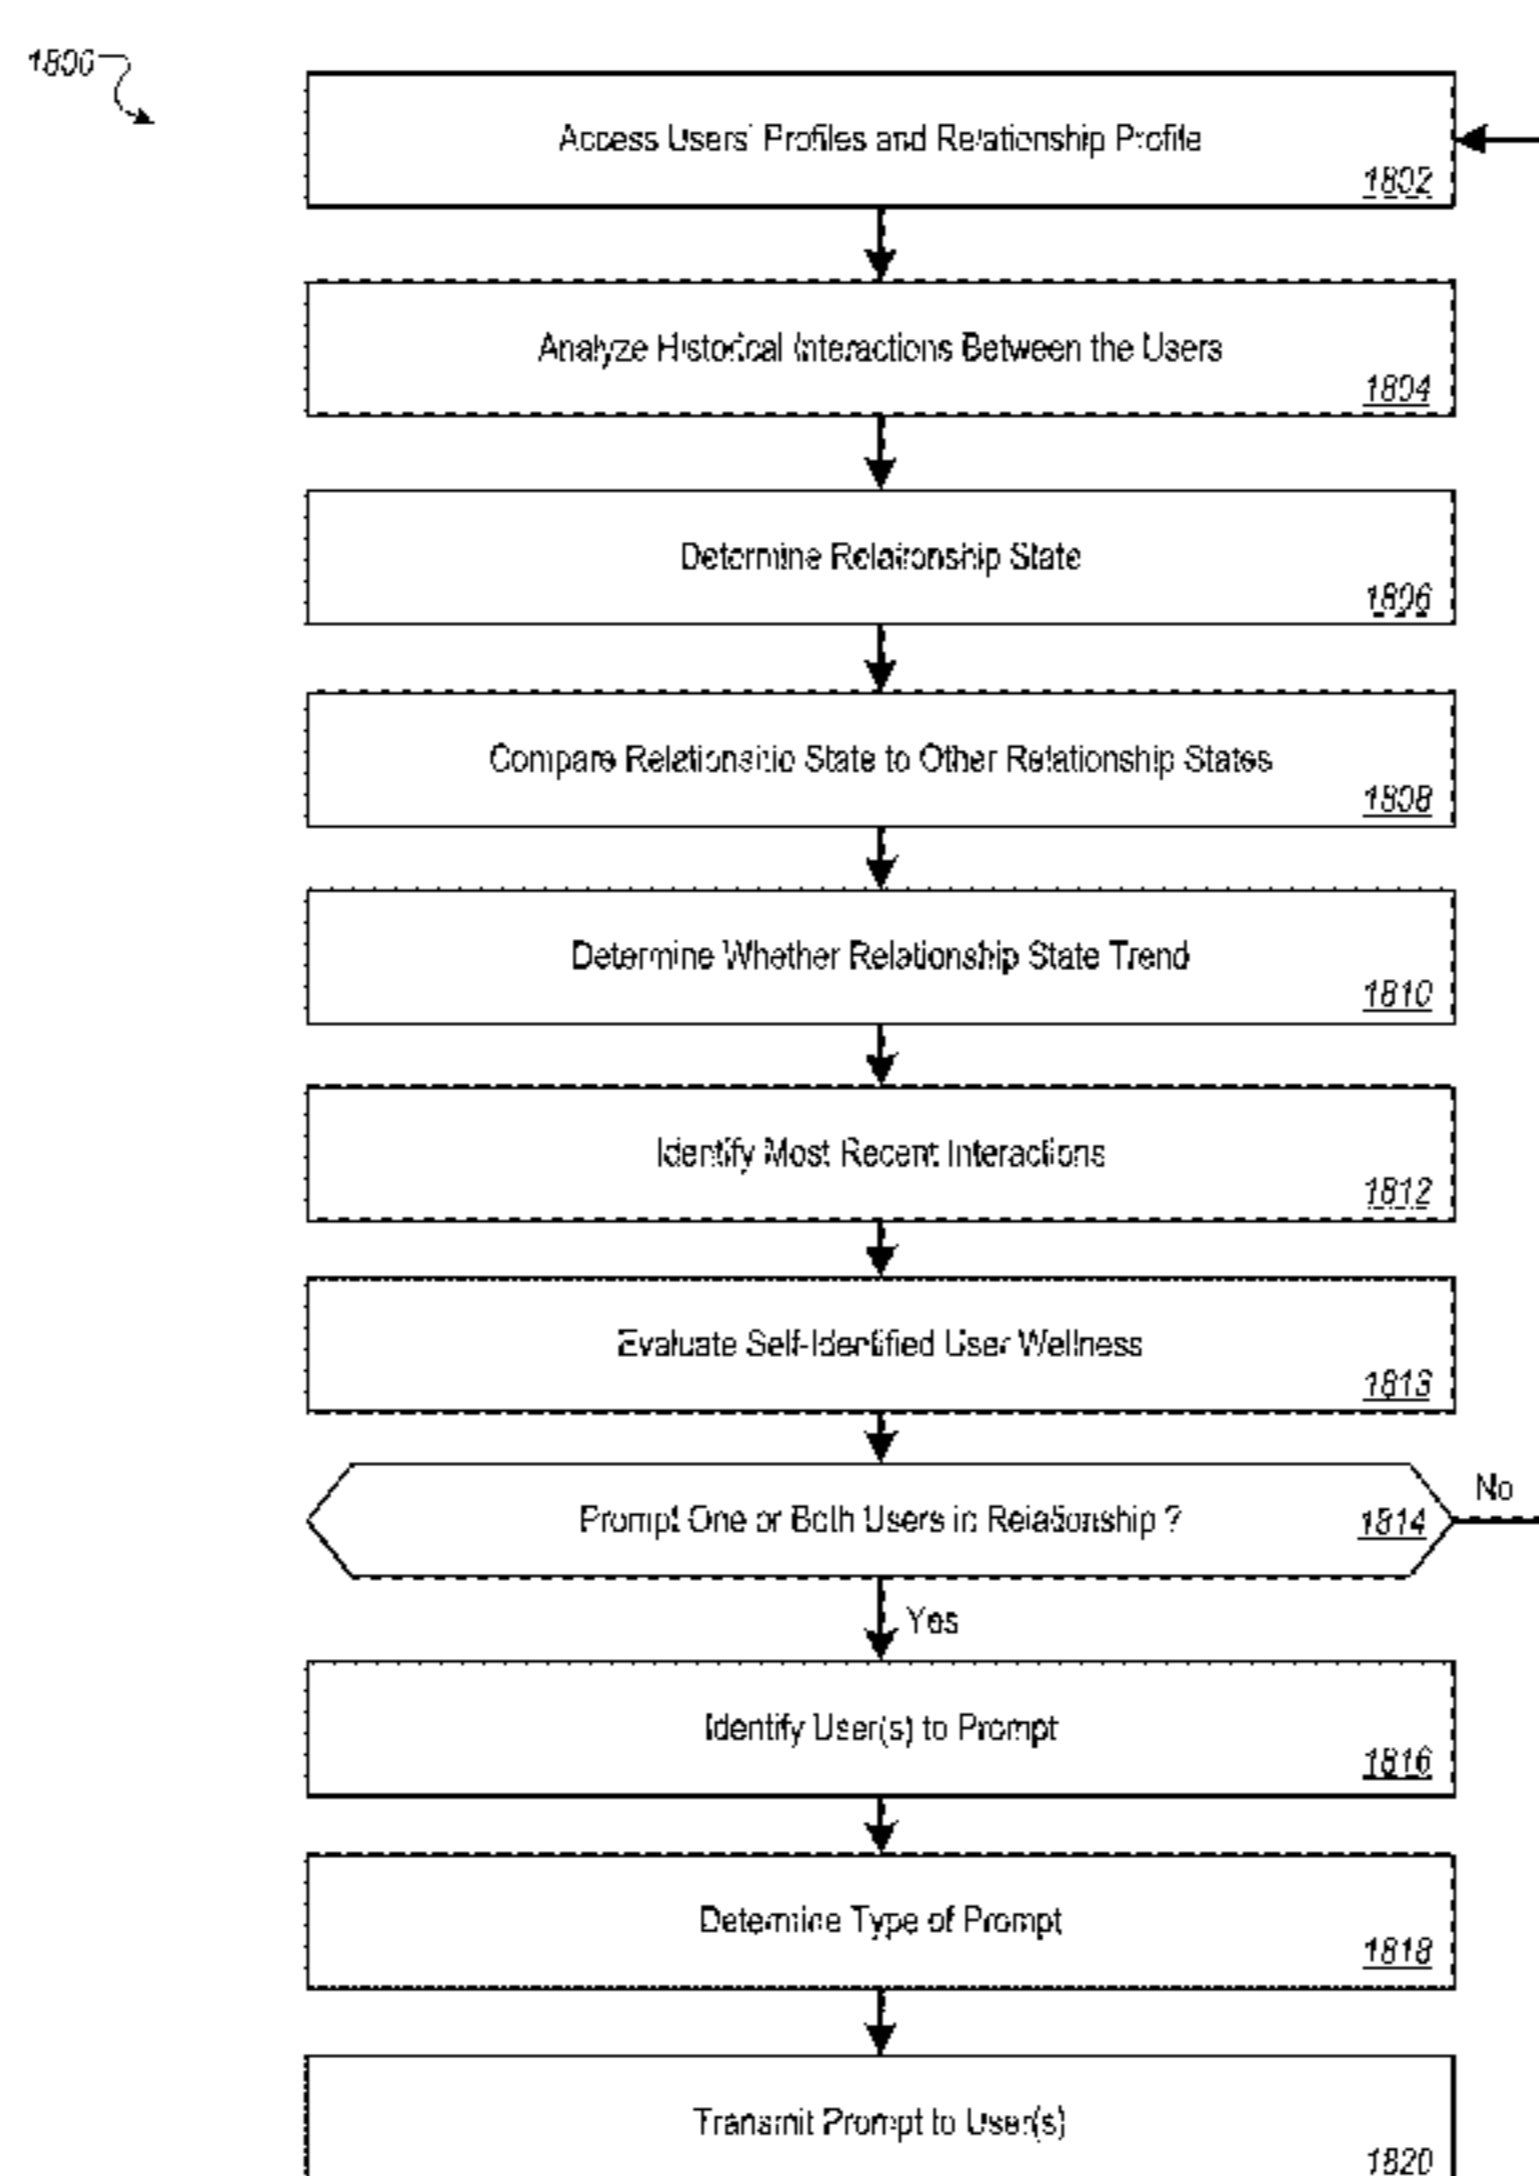 1800
Access Users' Profiles and Relationship Profile
1802
Analyze Historical Interactions Between the Users
1804
Determine Relationship State
1806
Compare Relationship State to Other Relationship States
1808
Determine Whether Relationship State Trend
1810
Identify Most Recent Interactions
1812
Evaluate Self-Identified User Wellness
1813
Prompt One or Both Users in Relationship ?
1814
No
Yes
Identify User(s) to Prompt
1816
Determine Type of Prompt
1818
Transmit Prompt to User(s)
1820